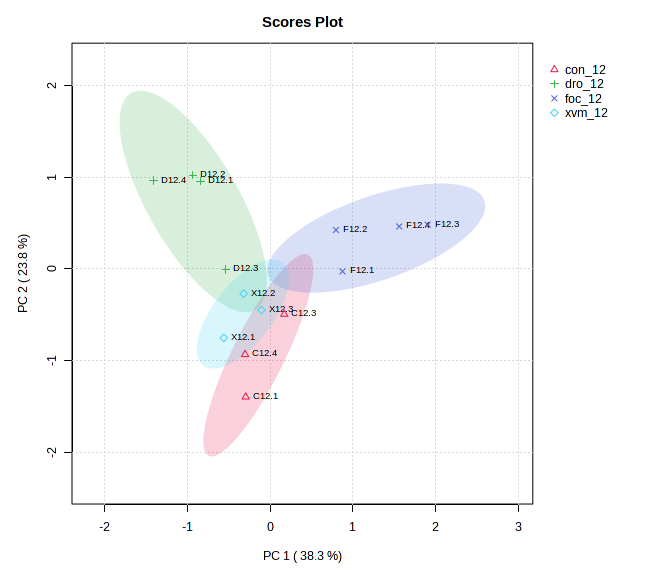 Scores Plot
con_12
dro_12
foc_12
xvm_12
2
1
0
-1
-2
PC 2 ( 23.8 %)
D12.4
D12.2
D12.1
F12.2
F12.4
F12.3
D12.3
F12.1
X12.2
X12.3
C12.3
X12.1
C12.4
C12.1
-2
-1
0
1
2
3
PC 1 ( 38.3 %)